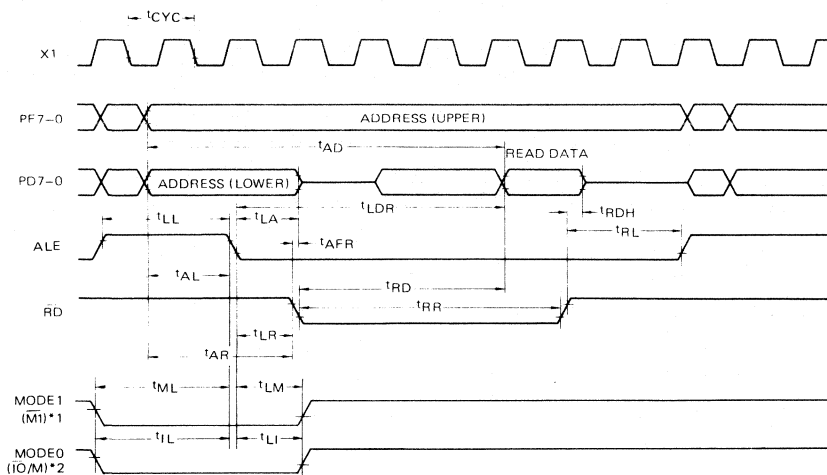 tCYC
X1
PF7-0
ADDRESS (UPPER)
tAD
READ DATA
PD7-0
ADDRESS (LOWER)
tLDR
tRDH
tLL
tLA
tRL
tAFR
ALE
tAL
tRD
tRR
RD
tLR
tAR
tML
tLM
MODE1
(M1)*1
tIL
tLI
MODE0
(IO/M)*2